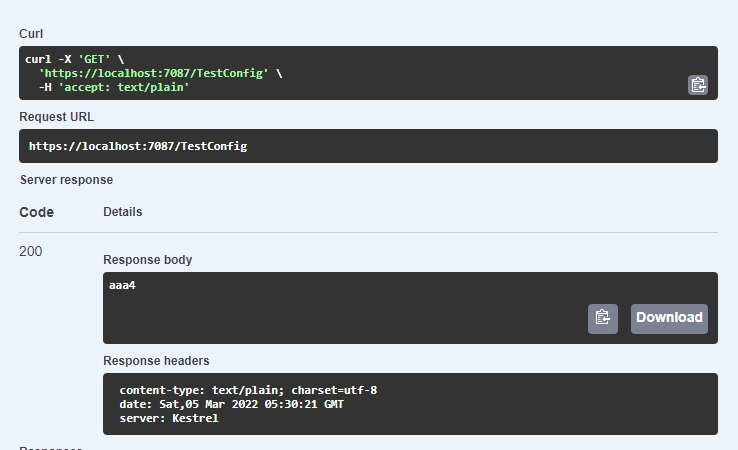 Curl
curl -X 'GET' \
'https://localhost:7087/TestConfig' \
-H 'accept: text/plain'
Request URL
https://localhost:7087/TestConfig
Server response
Code Details
200
Response body
aaa4
Download
Response headers
content-type: text/plain; charset=utf-8
date: Sat,05 Mar 2022 05:30:21 GMT
server: Kestrel